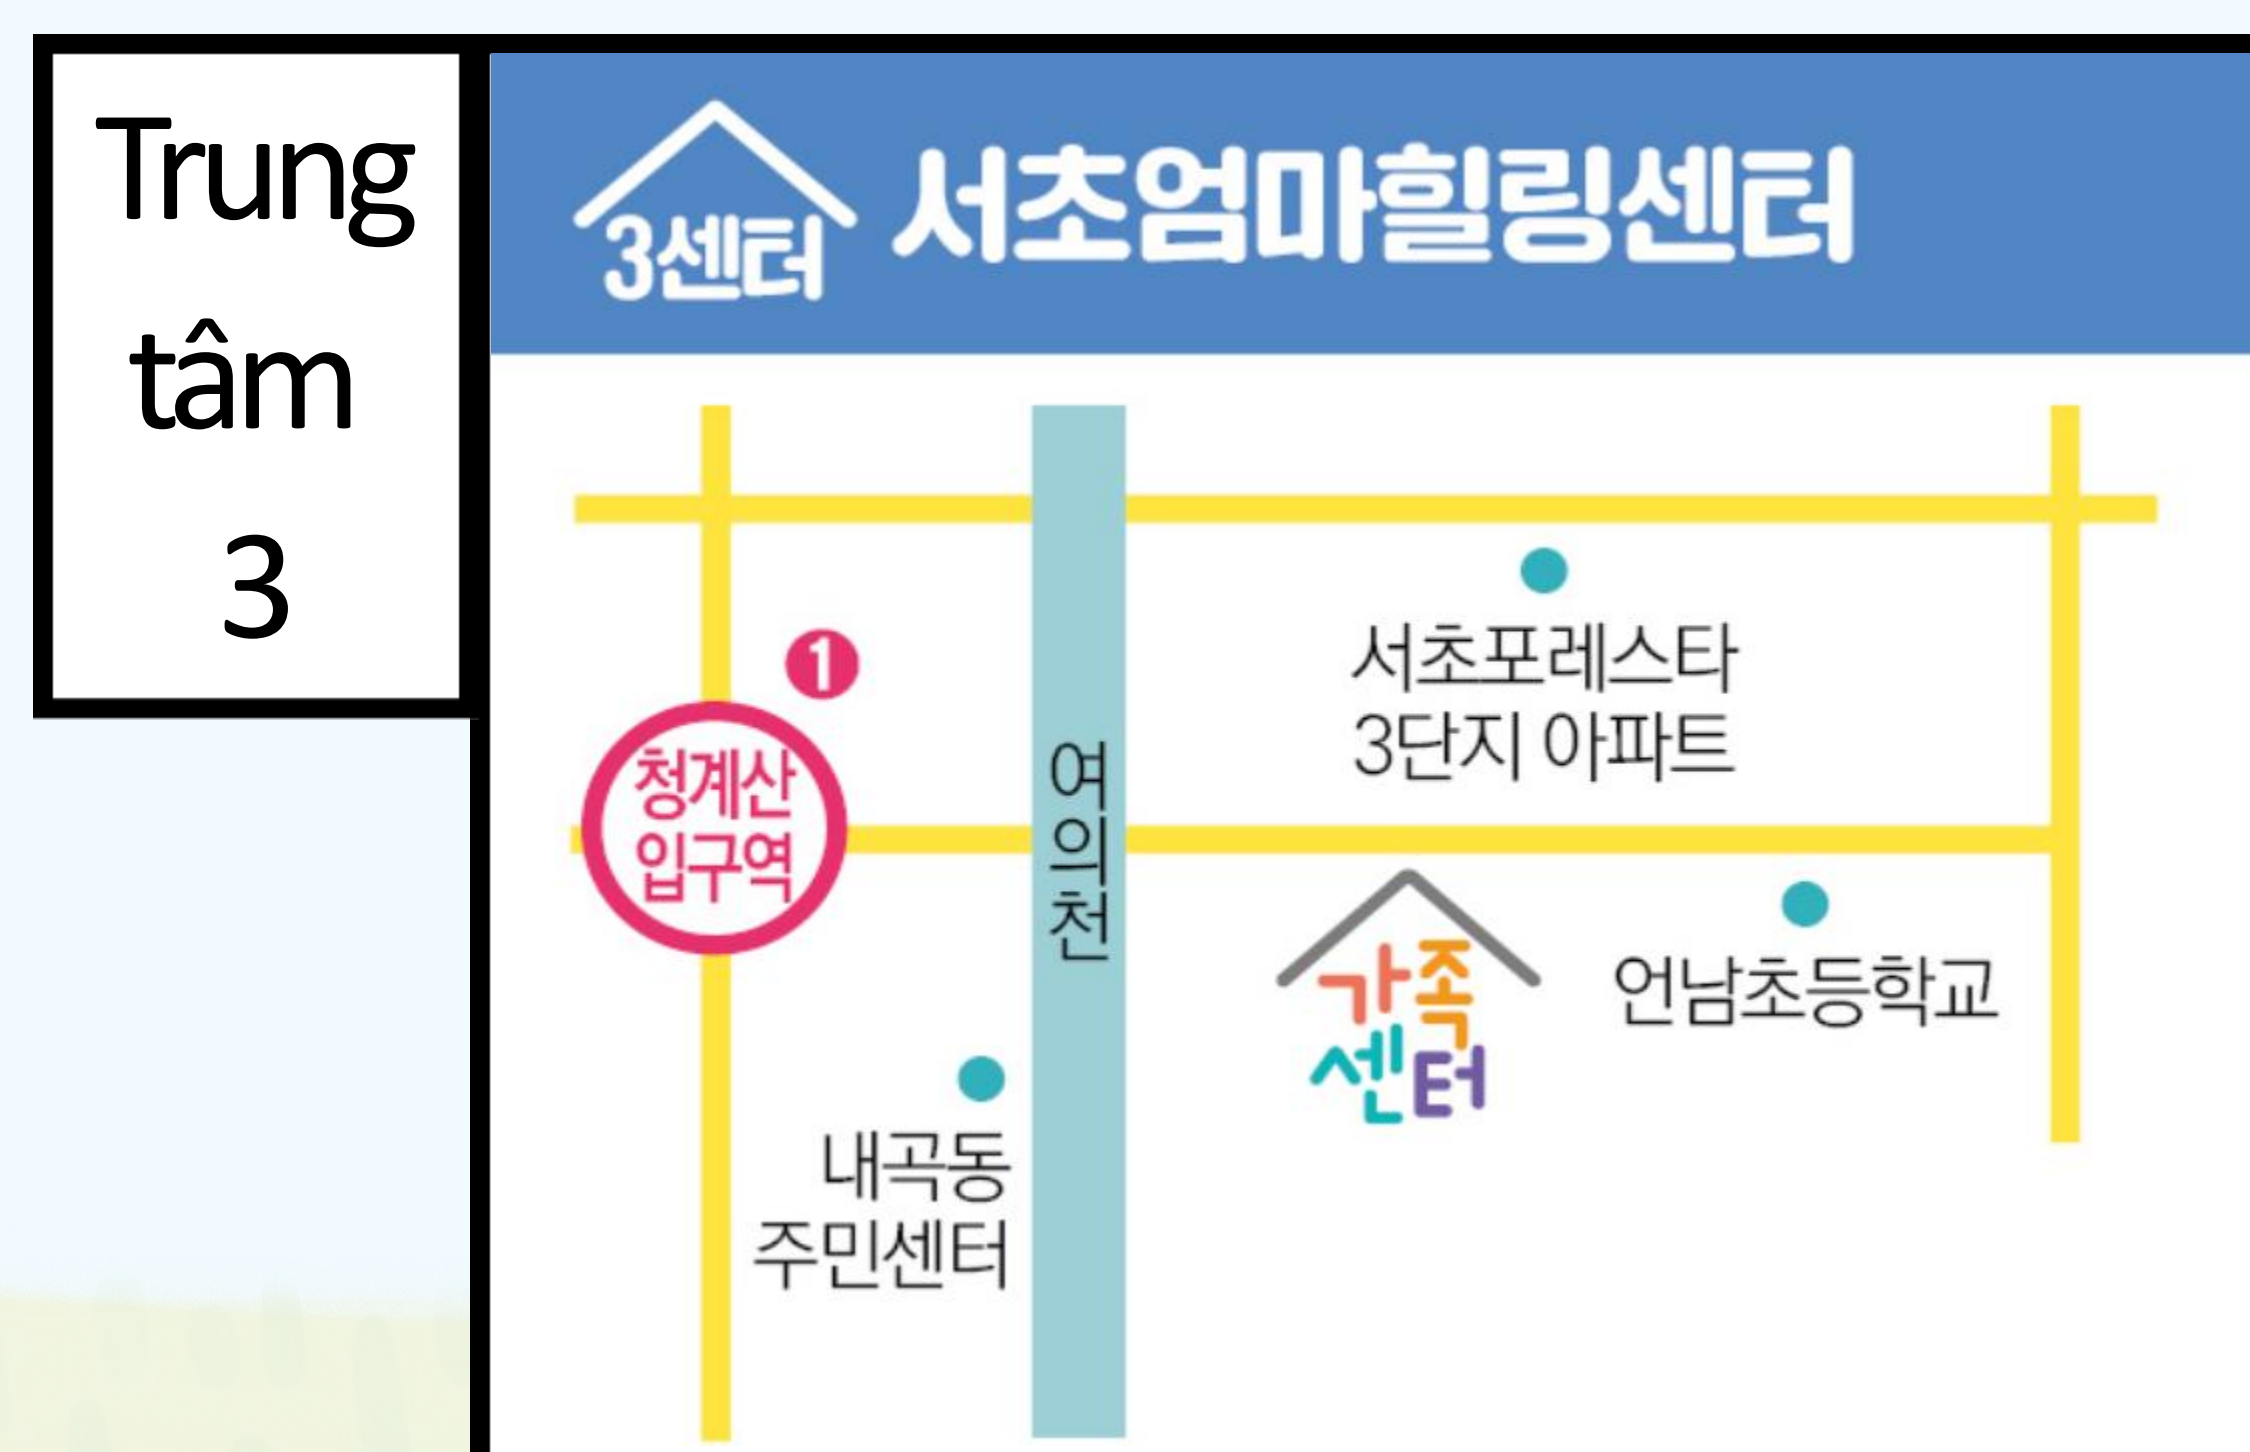 Trung
tâm
3
3센터
서초엄마힐링센터
1
서초포레스타
3단지 아파트
청계산
입구역
여
의
천
가족
센터
언남초등학교
내곡동
주민센터